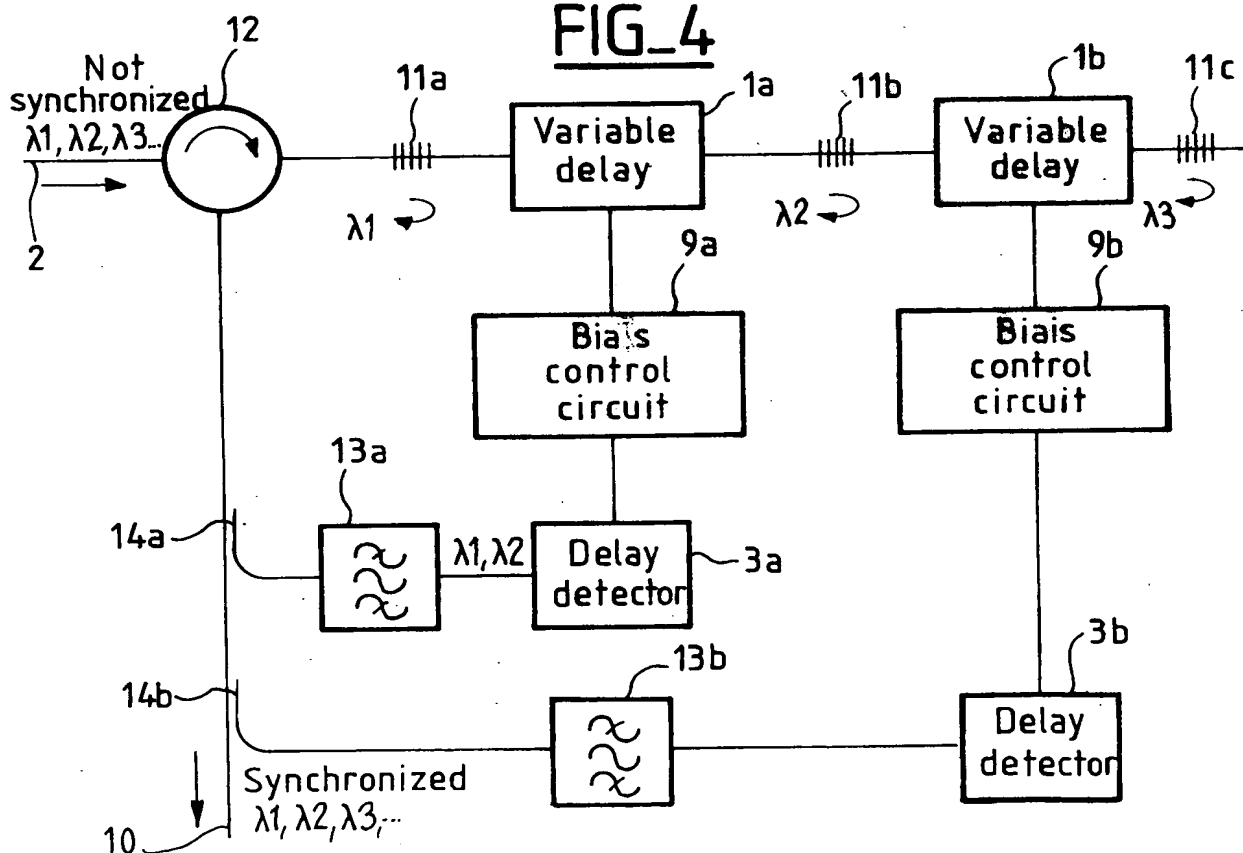 FIG_4
12
Not
synchronized
λ1, λ2, λ3...
2
11a
λ1
1a
Variable
delay
11b
λ2
1b
Variable
delay
11c
λ3
9a
Biais
control
circuit
9b
Biais
control
circuit
13a
14a
λ1, λ2
Delay
detector
3a
13b
14b
3b
Delay
detector
Synchronized
λ1, λ2, λ3,...
10